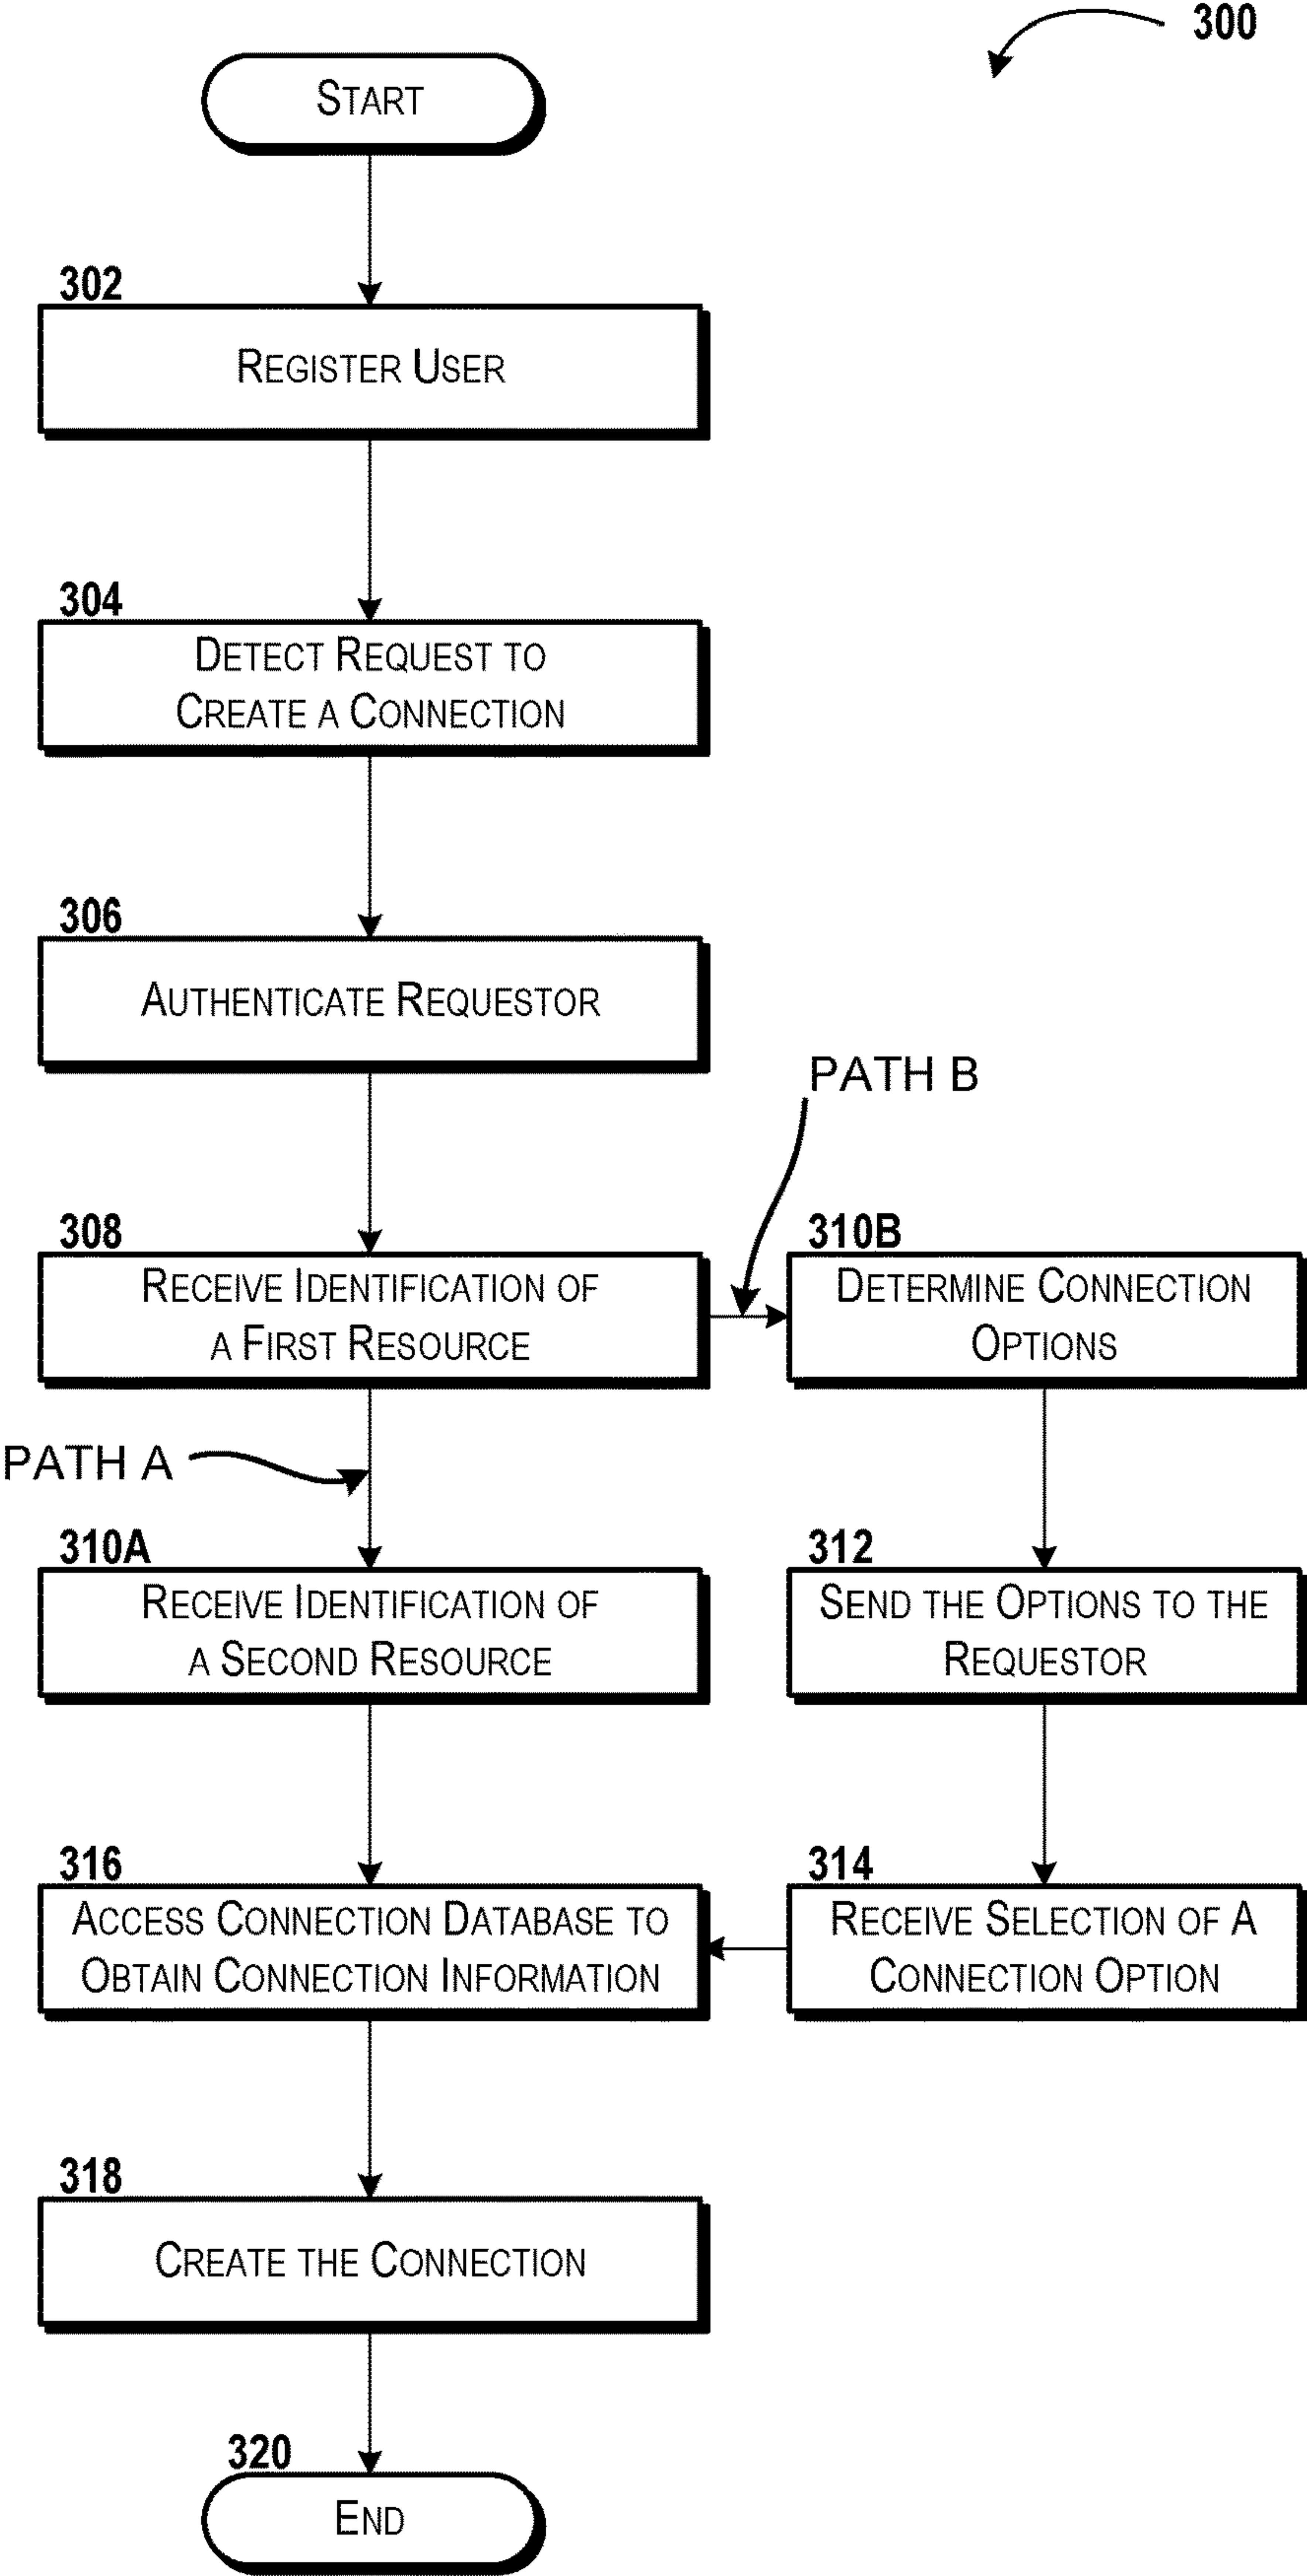 300
START
302
REGISTER USER
304
DETECT REQUEST TO
CREATE A CONNECTION
306
AUTHENTICATE REQUESTOR
PATH B
308
RECEIVE IDENTIFICATION OF
A FIRST RESOURCE
310B
DETERMINE CONNECTION
OPTIONS
PATH A
310A
RECEIVE IDENTIFICATION OF
A SECOND RESOURCE
312
SEND THE OPTIONS TO THE
REQUESTOR
316
ACCESS CONNECTION DATABASE TO
OBTAIN CONNECTION INFORMATION
314
RECEIVE SELECTION OF A
CONNECTION OPTION
318
CREATE THE CONNECTION
320
END